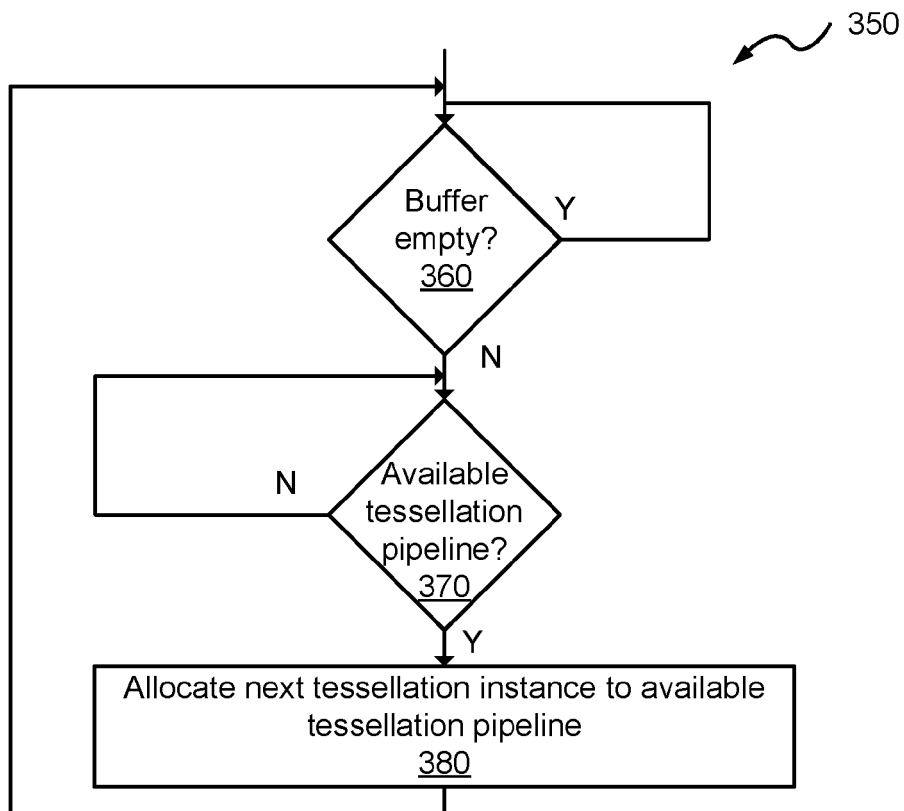 350
Buffer
empty?
360
Y
N
Available
tessellation
pipeline?
370
N
Y
Allocate next tessellation instance to available
tessellation pipeline
380